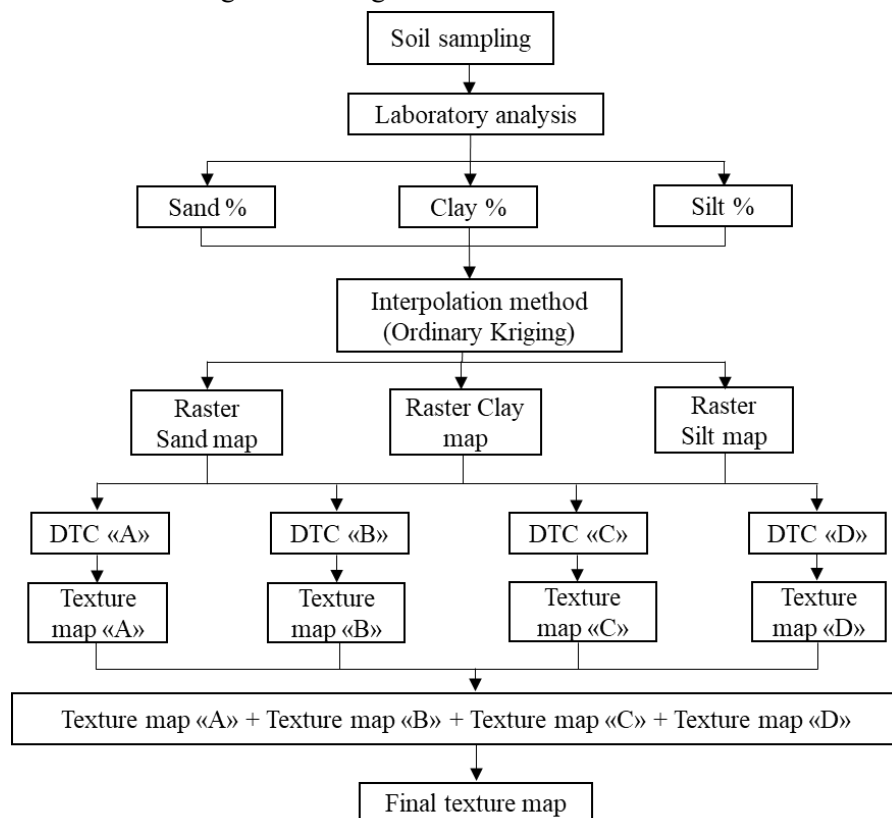 Soil sampling
Laboratory analysis
Sand %
Clay %
Silt %
Interpolation method
(Ordinary Kriging)
Raster
Sand map
Raster Clay
map
Raster
Silt map
DTC «A»
DTC «B»
DTC «C»
DTC «D»
Texture
map «A»
Texture
map «B»
Texture
map «C»
Texture
map «D»
Texture map «A» + Texture map «B» + Texture map «C» + Texture map «D»
Final texture map